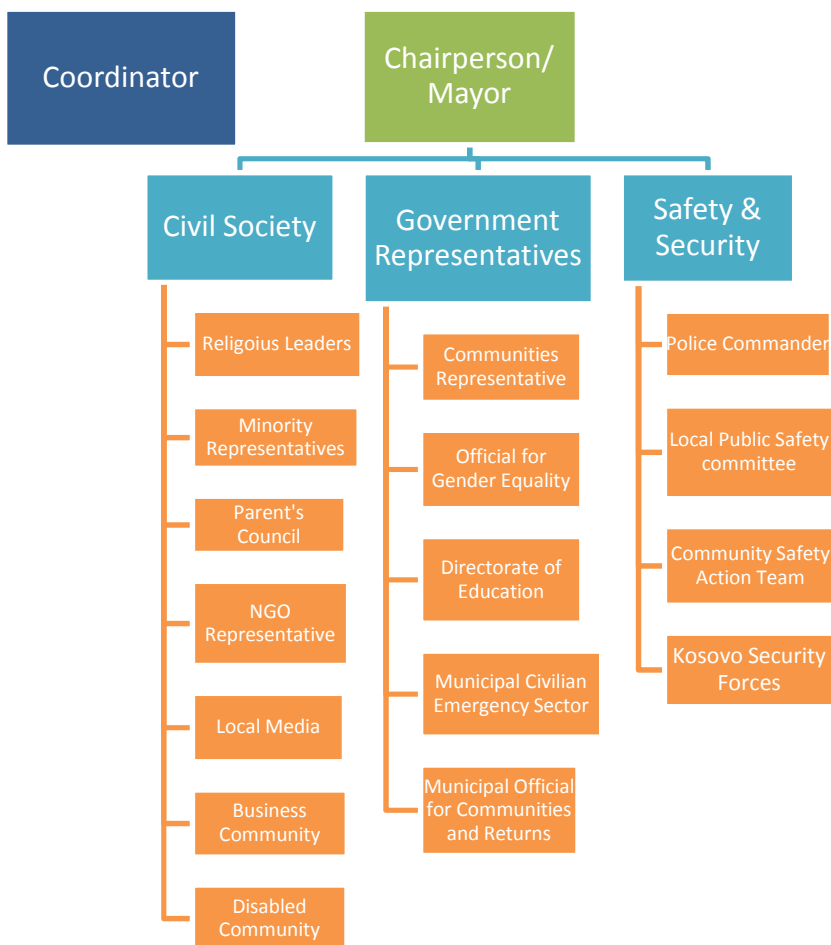 Coordinator
Chairperson/
Mayor
Civil Society
Religoius Leaders
Minority
Representatives
Parent's
Council
NGO
Representative
Local Media
Business
Community
Disabled
Community
Government
Representatives
Communities
Representative
Official for
Gender Equality
Directorate of
Education
Municipal Civilian
Emergency Sector
Municipal Official
for Communities
and Returns
Safety &
Security
Police Commander
Local Public Safety
committee
Community Safety
Action Team
Kosovo Security
Forces